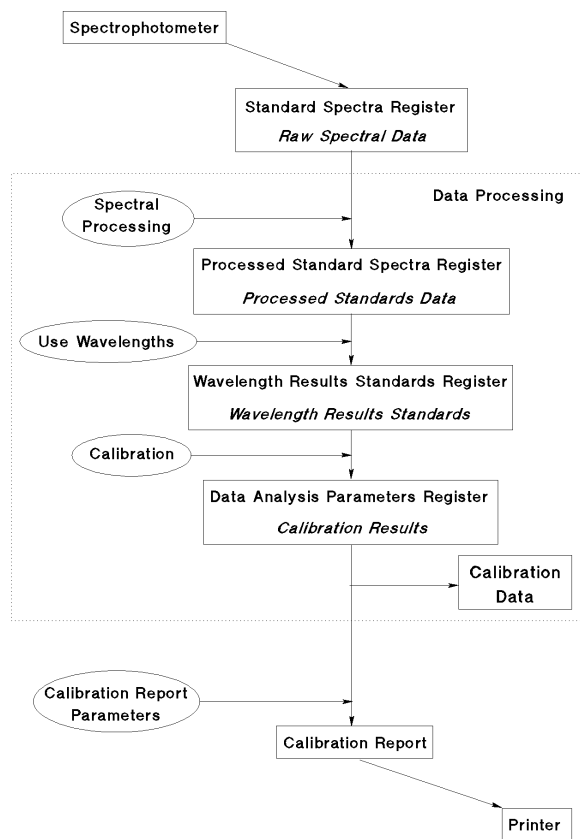 Spectrophotometer
Standard Spectra Register
Raw Spectral Data
Data Processing
Spectral
Processing
Processed Standard Spectra Register
Processed Standards Data
Use Wavelengths
Wavelength Results Standards Register
Wavelength Results Standards
Calibration
Data Analysis Parameters Register
Calibration Results
Calibration
Data
Calibration Report
Parameters
Calibration Report
Printer